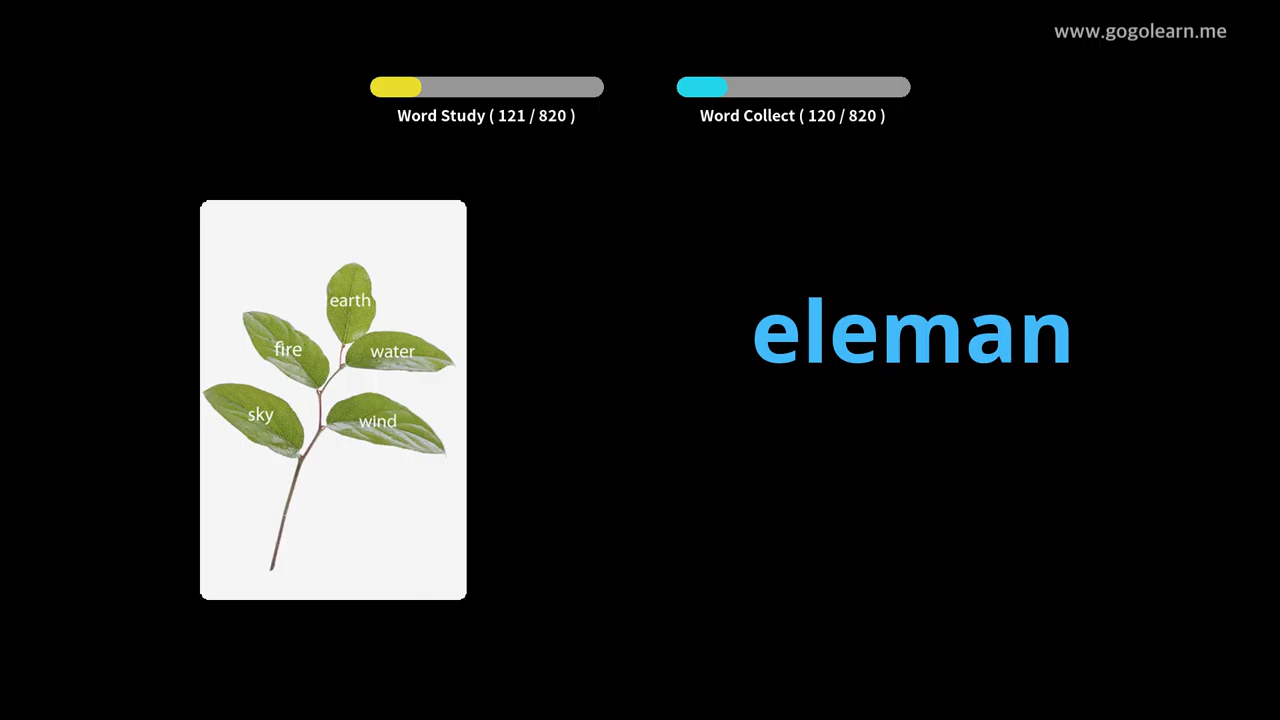 www.gogolearn.me
Word Study ( 121 / 820 )
Word Collect ( 120 / 820 )
earth
fire
water
sky
wind
eleman